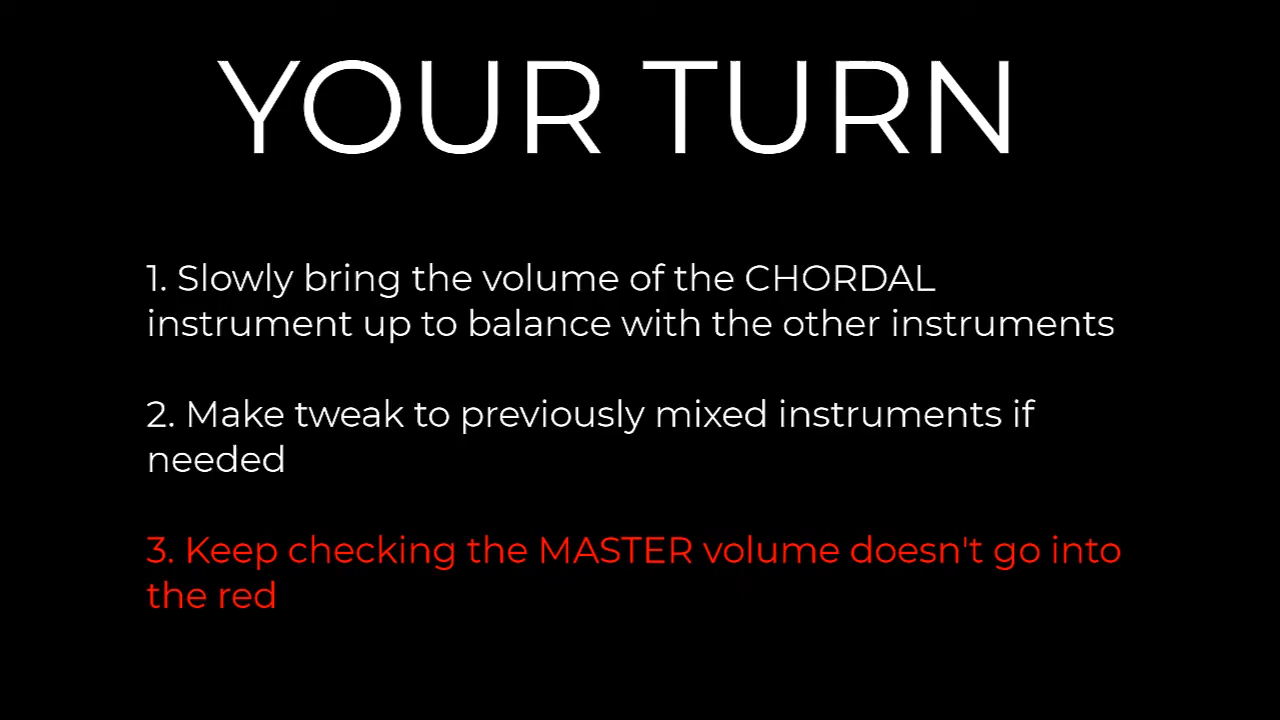 YOUR TURN
1. Slowly bring the volume of the CHORDAL
instrument up to balance with the other instruments
2. Make tweak to previously mixed instruments if
needed
3. Keep checking the MASTER volume doesn't go into
the red